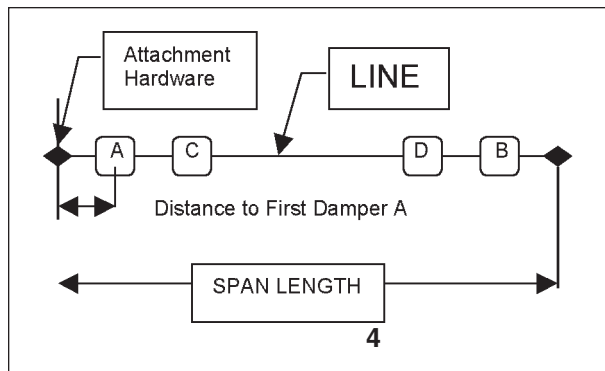 Attachment
Hardware
LINE
A
C
D
B
Distance to First Damper A
SPAN LENGTH
4